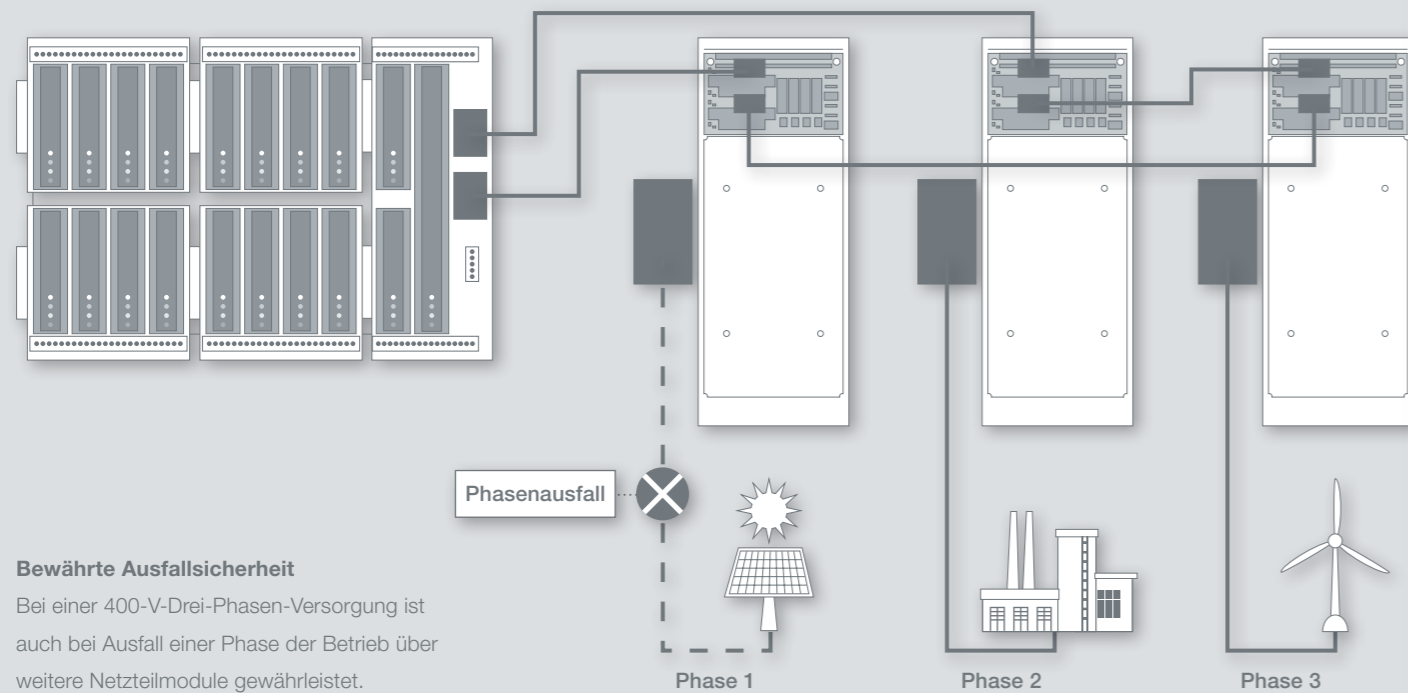 Phasenausfall
Bewährte Ausfallsicherheit
Bei einer 400-V-Drei-Phasen-Versorgung ist
auch bei Ausfall einer Phase der Betrieb über
weitere Netzteilmodule gewährleistet.
Phase 1
Phase 2
Phase 3